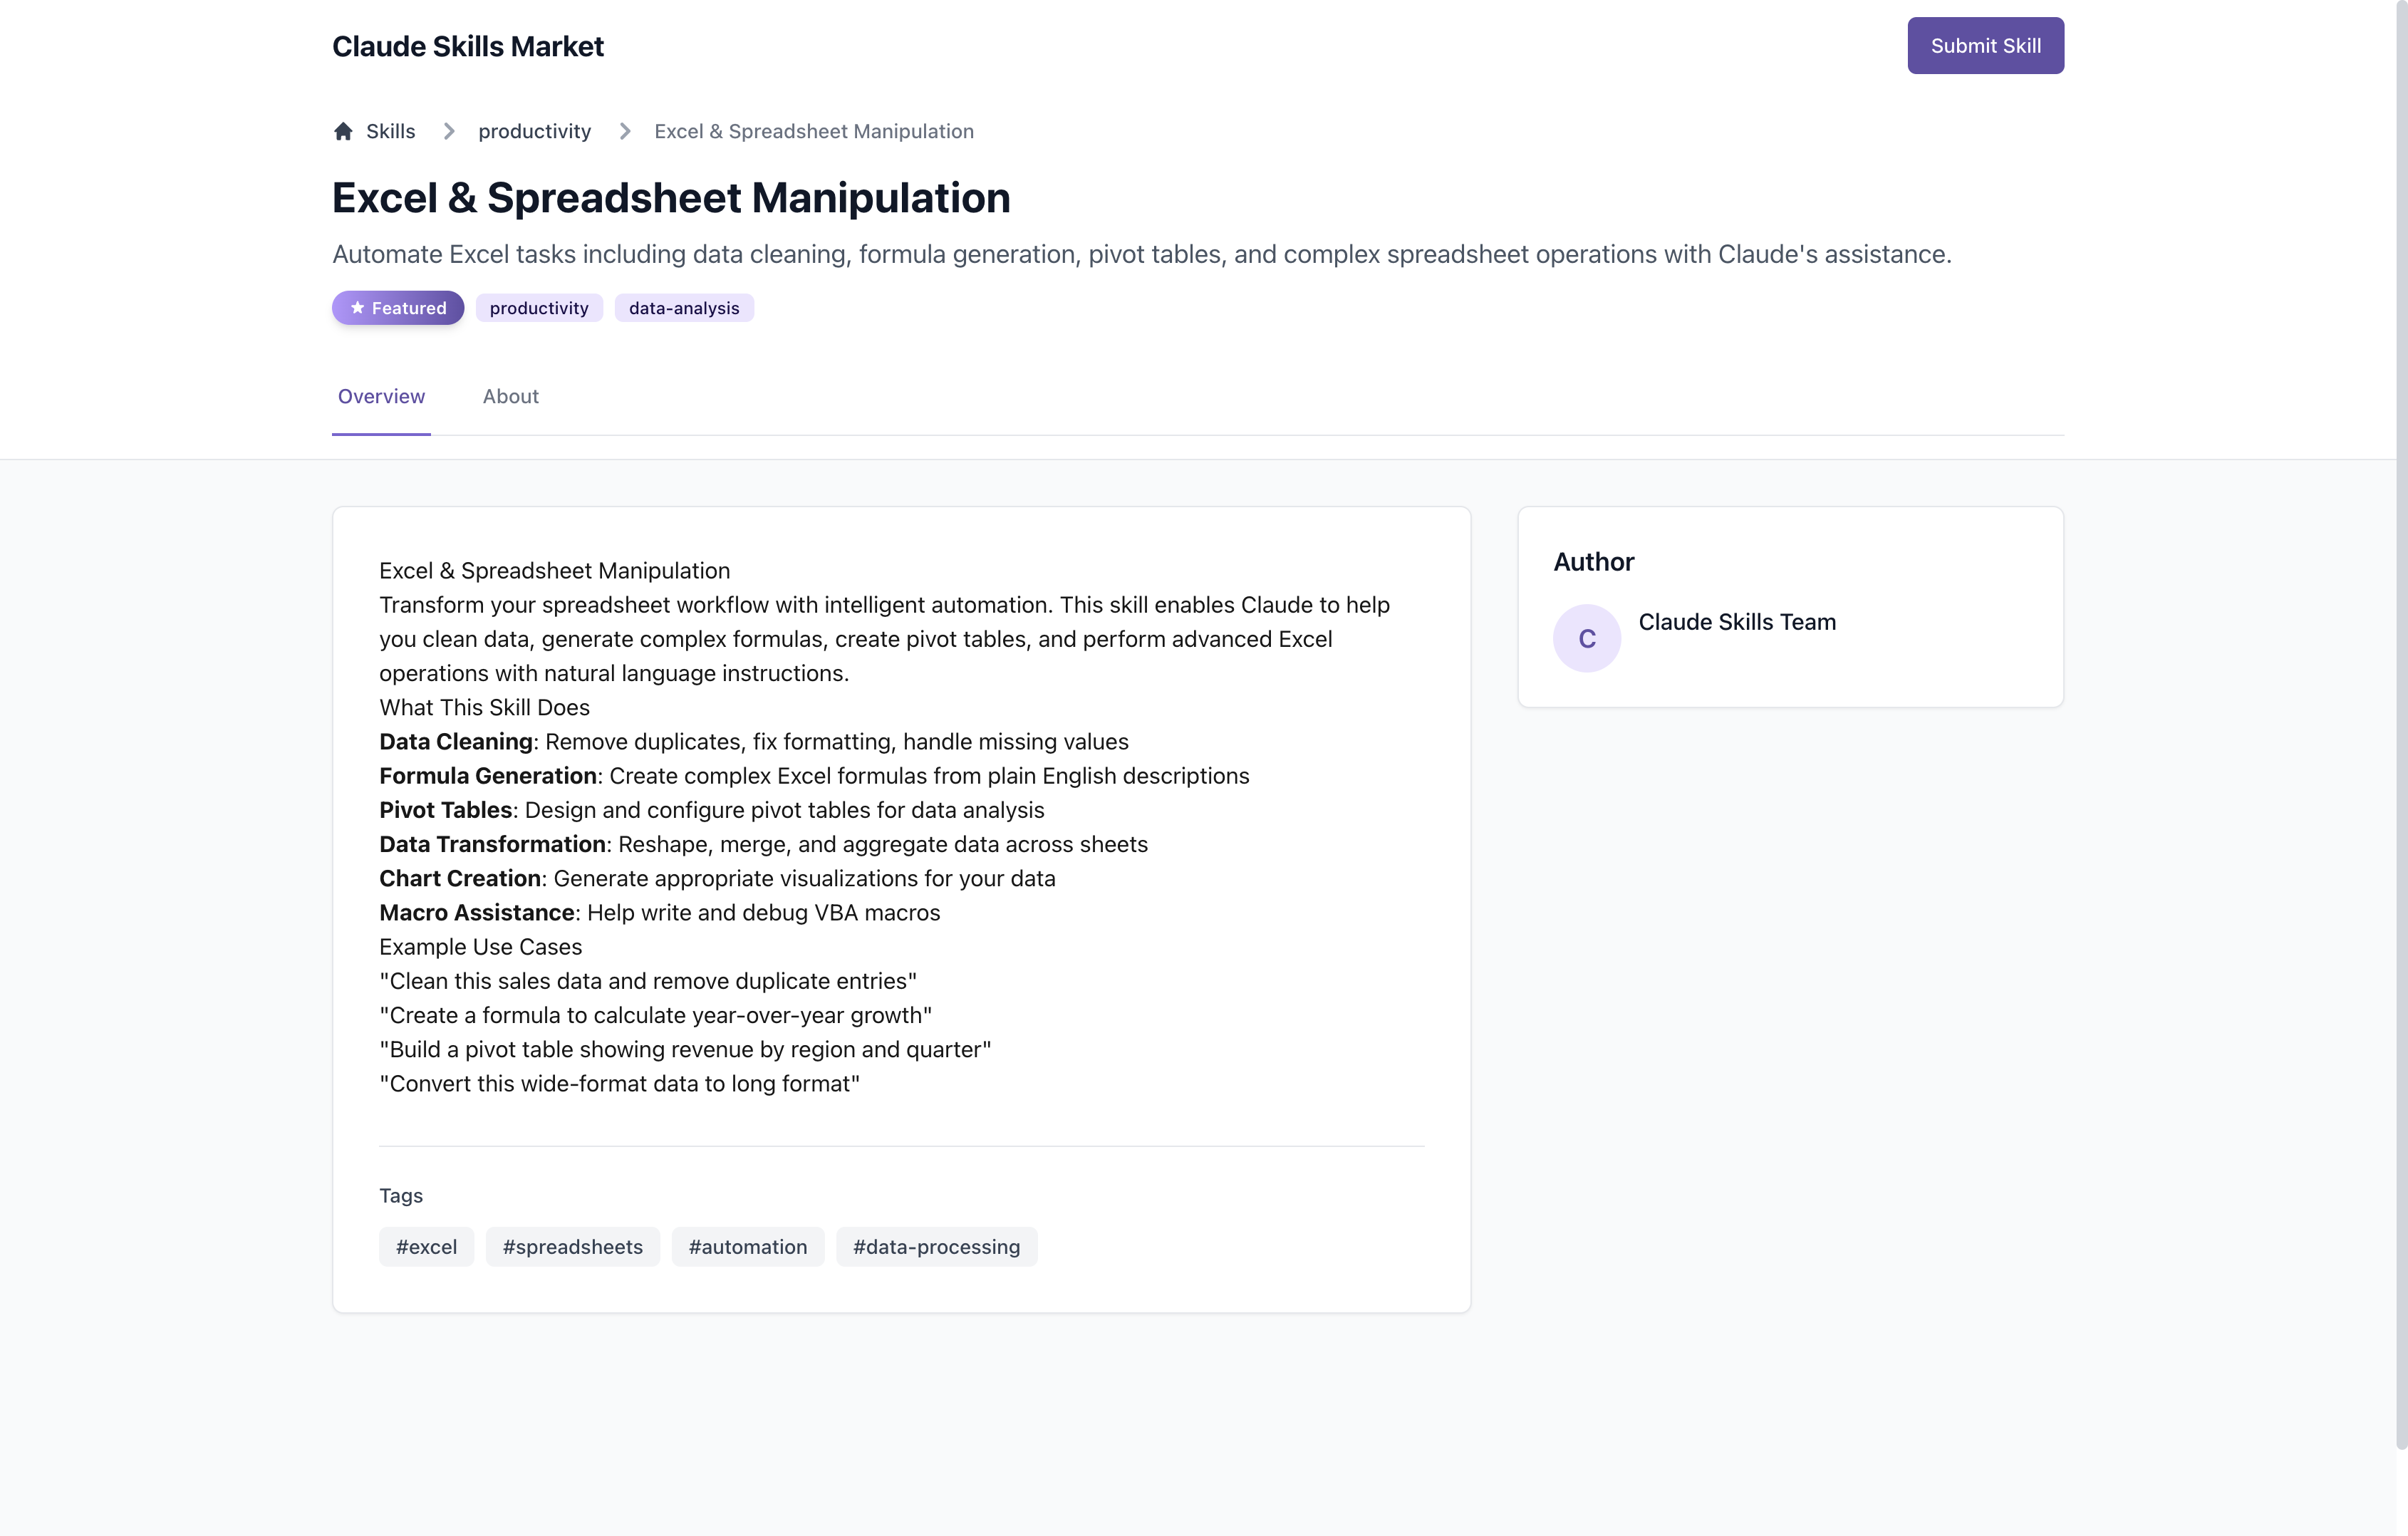 Claude Skills Market
Submit Skill
Skills
productivity
Excel & Spreadsheet Manipulation
Excel & Spreadsheet Manipulation
Automate Excel tasks including data cleaning, formula generation, pivot tables, and complex spreadsheet operations with Claude's assistance.
Featured
productivity
data-analysis
Overview
About
Excel & Spreadsheet Manipulation
Transform your spreadsheet workflow with intelligent automation. This skill enables Claude to help
you clean data, generate complex formulas, create pivot tables, and perform advanced Excel
operations with natural language instructions.
What This Skill Does
Data Cleaning: Remove duplicates, fix formatting, handle missing values
Formula Generation: Create complex Excel formulas from plain English descriptions
Pivot Tables: Design and configure pivot tables for data analysis
Data Transformation: Reshape, merge, and aggregate data across sheets
Chart Creation: Generate appropriate visualizations for your data
Macro Assistance: Help write and debug VBA macros
Example Use Cases
"Clean this sales data and remove duplicate entries"
"Create a formula to calculate year-over-year growth"
"Build a pivot table showing revenue by region and quarter"
"Convert this wide-format data to long format"
Tags
#excel
#spreadsheets
#automation
#data-processing
Author
C
Claude Skills Team